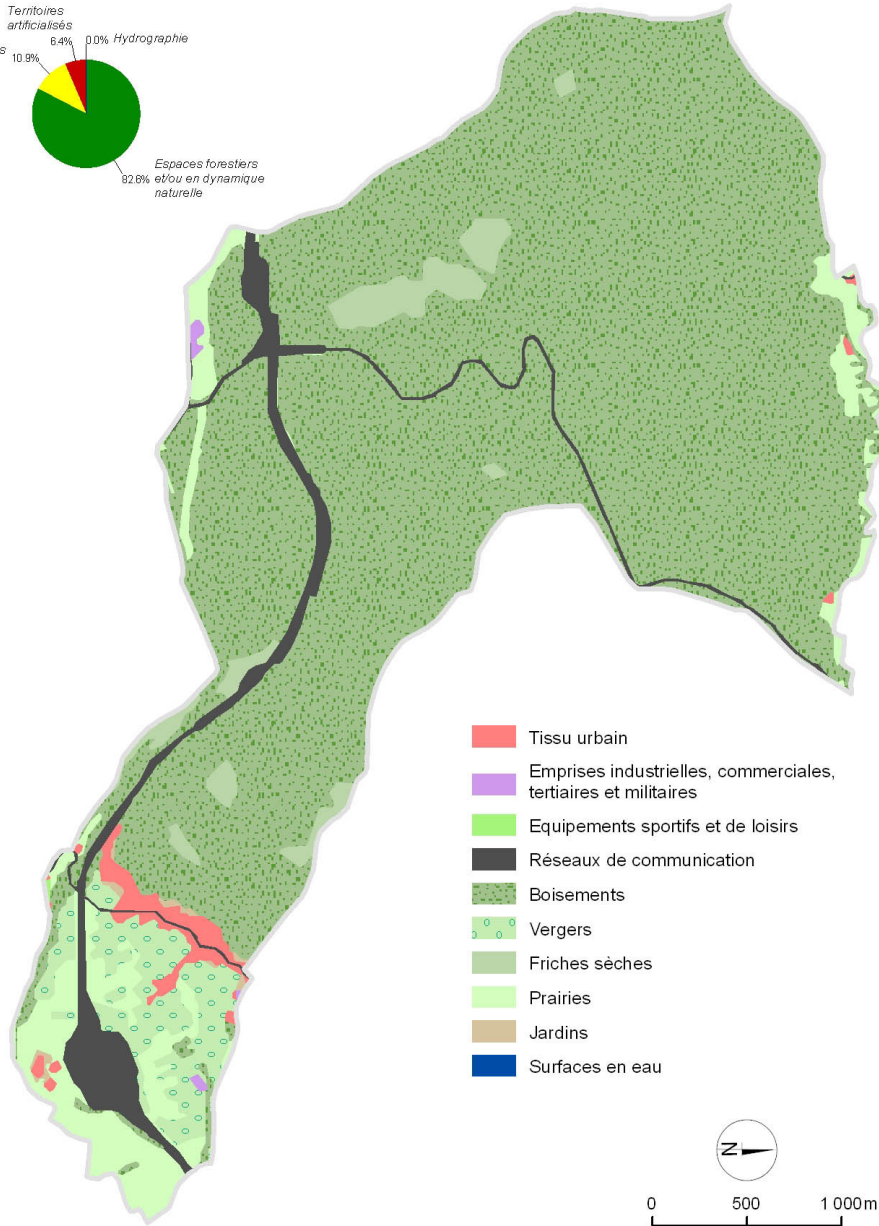 Territoires
artificialisés
6.4%
0.0% Hydrographie
s
10.9%
82.6%
Espaces forestiers
et/ou en dynamique
naturelle
Tissu urbain
Emprises industrielles, commerciales,
tertiaires et militaires
Equipements sportifs et de loisirs
Réseaux de communication
Boisements
Vergers
Friches sèches
Prairies
Jardins
Surfaces en eau
N
0 500 1 000 m